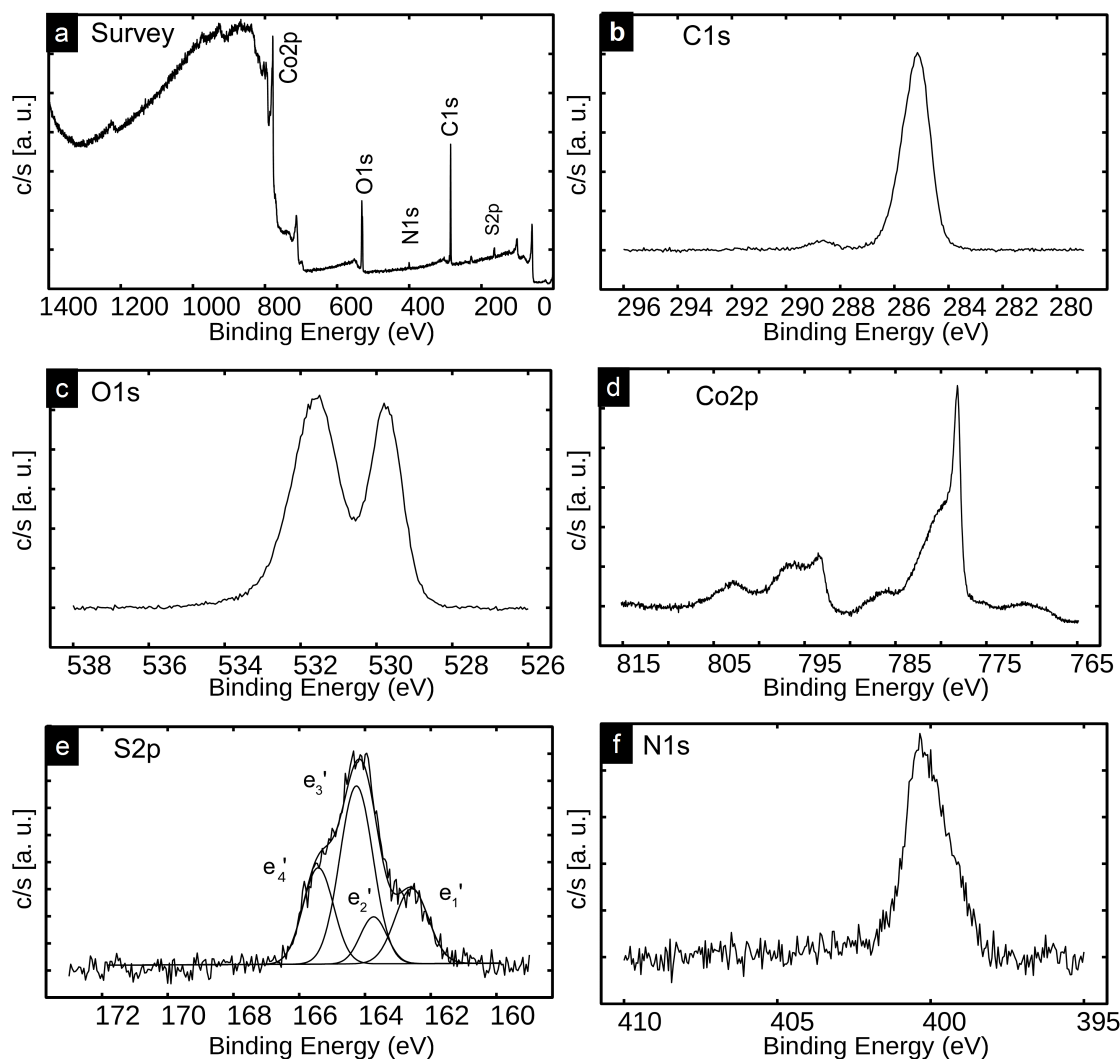 a Survey
Co2p
O1s
N1s
C1s
S2p
c/s [a. u.]
1400 1200 1000 800 600 400 200 0
Binding Energy (eV)
b C1s
c/s [a. u.]
296 294 292 290 288 286 284 282 280
Binding Energy (eV)
c O1s
c/s [a. u.]
538 536 534 532 530 528 526
Binding Energy (eV)
d Co2p
c/s [a. u.]
815 805 795 785 775 765
Binding Energy (eV)
e S2p
e3'
e4'
e2'
e1'
c/s [a. u.]
172 170 168 166 164 162 160
Binding Energy (eV)
f N1s
c/s [a. u.]
410 405 400 395
Binding Energy (eV)